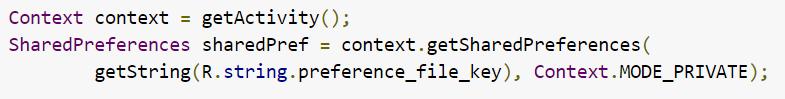 Context context = getActivity();
SharedPreferences sharedPref = context.getSharedPreferences(
        getString(R.string.preference_file_key), Context.MODE_PRIVATE);